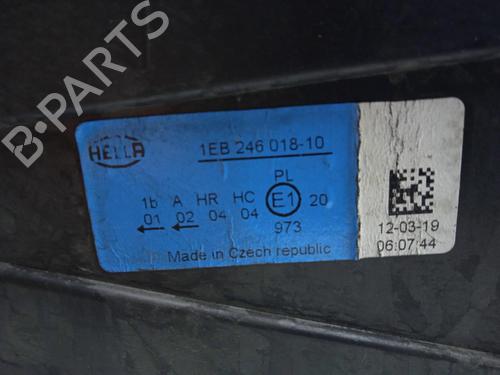 B-PARTS
HELLA
1EB 246 018-10
PL
1b A HR HC E1 20
01 02 04 04
973
Made in Czech republic
12-03-19
06:07:44